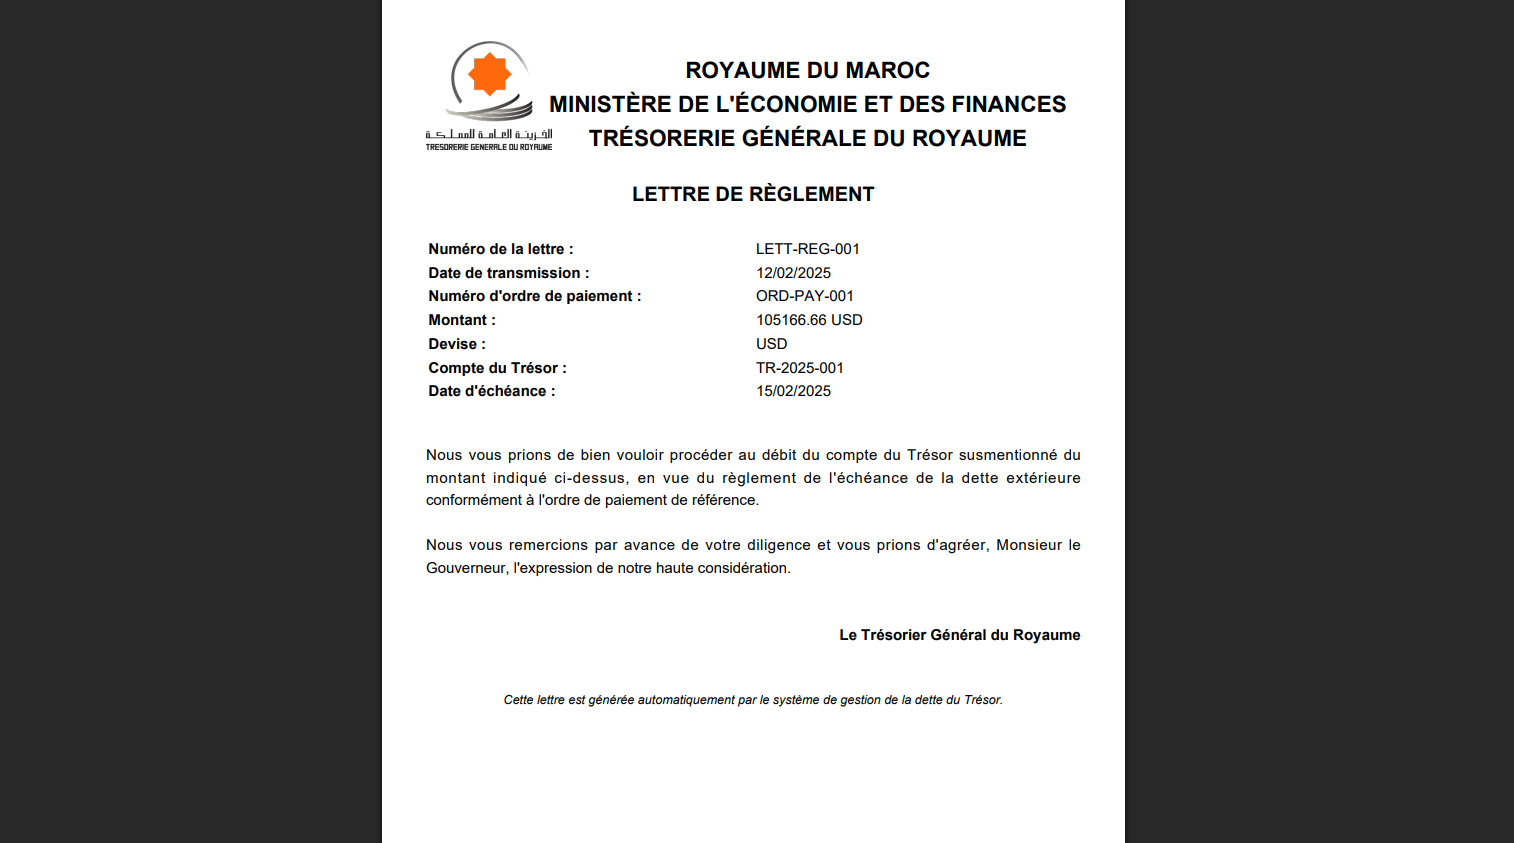 ROYAUME DU MAROC
MINISTÈRE DE L'ÉCONOMIE ET DES FINANCES
TRÉSORERIE GÉNÉRALE DU ROYAUME
الخزينة العامة للمملكة
TRESORERIE GENERALE DU ROYAUME
LETTRE DE RÈGLEMENT
Numéro de la lettre : LETT-REG-001
Date de transmission : 12/02/2025
Numéro d'ordre de paiement : ORD-PAY-001
Montant : 105166.66 USD
Devise : USD
Compte du Trésor : TR-2025-001
Date d'échéance : 15/02/2025
Nous vous prions de bien vouloir procéder au débit du compte du Trésor susmentionné du
montant indiqué ci-dessus, en vue du règlement de l'échéance de la dette extérieure
conformément à l'ordre de paiement de référence.
Nous vous remercions par avance de votre diligence et vous prions d'agréer, Monsieur le
Gouverneur, l'expression de notre haute considération.
Le Trésorier Général du Royaume
Cette lettre est générée automatiquement par le système de gestion de la dette du Trésor.